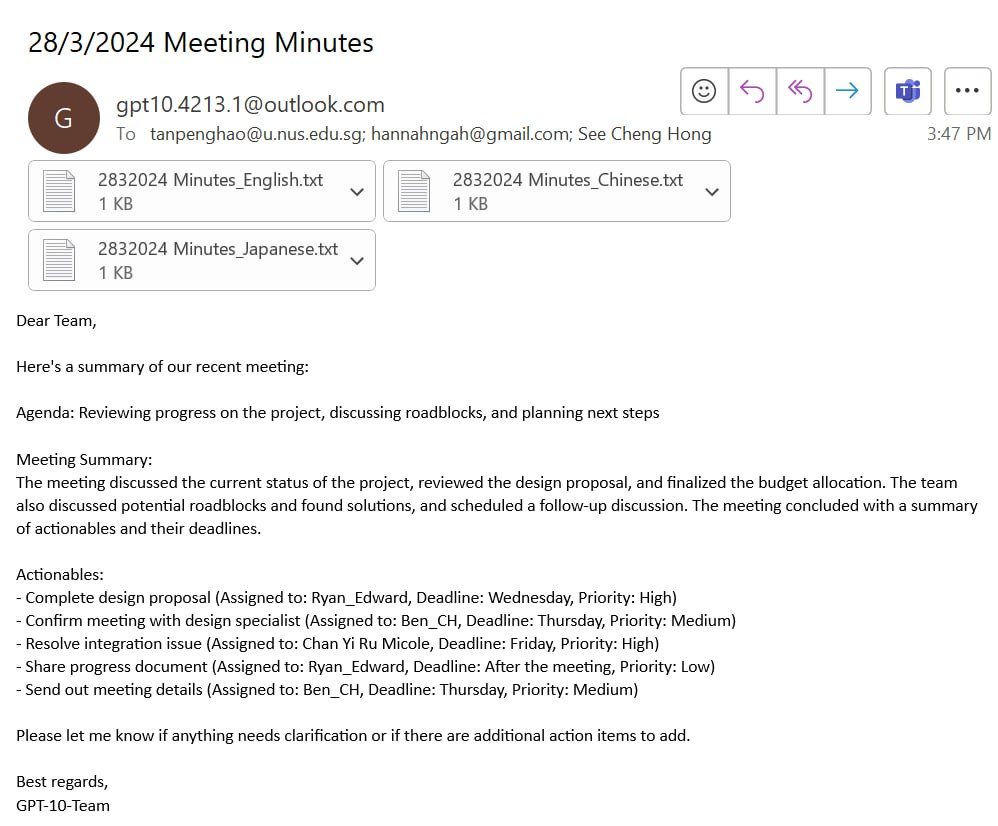 28/3/2024 Meeting Minutes
G
gpt10.4213.1@outlook.com
To tanpenghao@u.nus.edu.sg; hannahngah@gmail.com; See Cheng Hong
3:47 PM
2832024 Minutes_English.txt
1 KB
2832024 Minutes_Chinese.txt
1 KB
2832024 Minutes_Japanese.txt
1 KB
Dear Team,
Here's a summary of our recent meeting:
Agenda: Reviewing progress on the project, discussing roadblocks, and planning next steps
Meeting Summary:
The meeting discussed the current status of the project, reviewed the design proposal, and finalized the budget allocation. The team
also discussed potential roadblocks and found solutions, and scheduled a follow-up discussion. The meeting concluded with a summary
of actionables and their deadlines.
Actionables:
- Complete design proposal (Assigned to: Ryan_Edward, Deadline: Wednesday, Priority: High)
- Confirm meeting with design specialist (Assigned to: Ben_CH, Deadline: Thursday, Priority: Medium)
- Resolve integration issue (Assigned to: Chan Yi Ru Micole, Deadline: Friday, Priority: High)
- Share progress document (Assigned to: Ryan_Edward, Deadline: After the meeting, Priority: Low)
- Send out meeting details (Assigned to: Ben_CH, Deadline: Thursday, Priority: Medium)
Please let me know if anything needs clarification or if there are additional action items to add.
Best regards,
GPT-10-Team